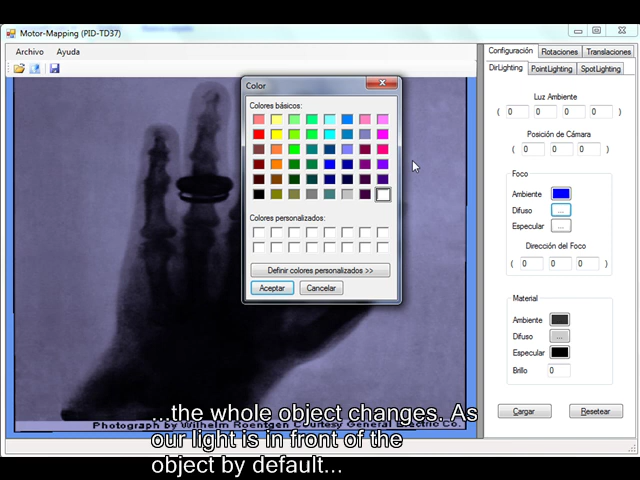 Motor-Mapping (PID-TD37)
Archivo Ayuda
Configuración Rotaciones Translaciones
DirLighting PointLighting SpotLighting
Luz Ambiente
( 0 0 0 0 )
Posición de Cámara
( 0 0 0 )
Foco
Ambiente
Difuso ...
Especular ...
Dirección del Foco
( 0 0 0 )
Material
Ambiente
Difuso ...
Especular
Brillo 0
Cargar Resetear
Color
Colores básicos:
Colores personalizados:
Definir colores personalizados >>
Aceptar Cancelar
Photograph by Wilhelm Roentgen Courtesy General Electric Co.
...the whole object changes. As
our light is in front of the
object by default...